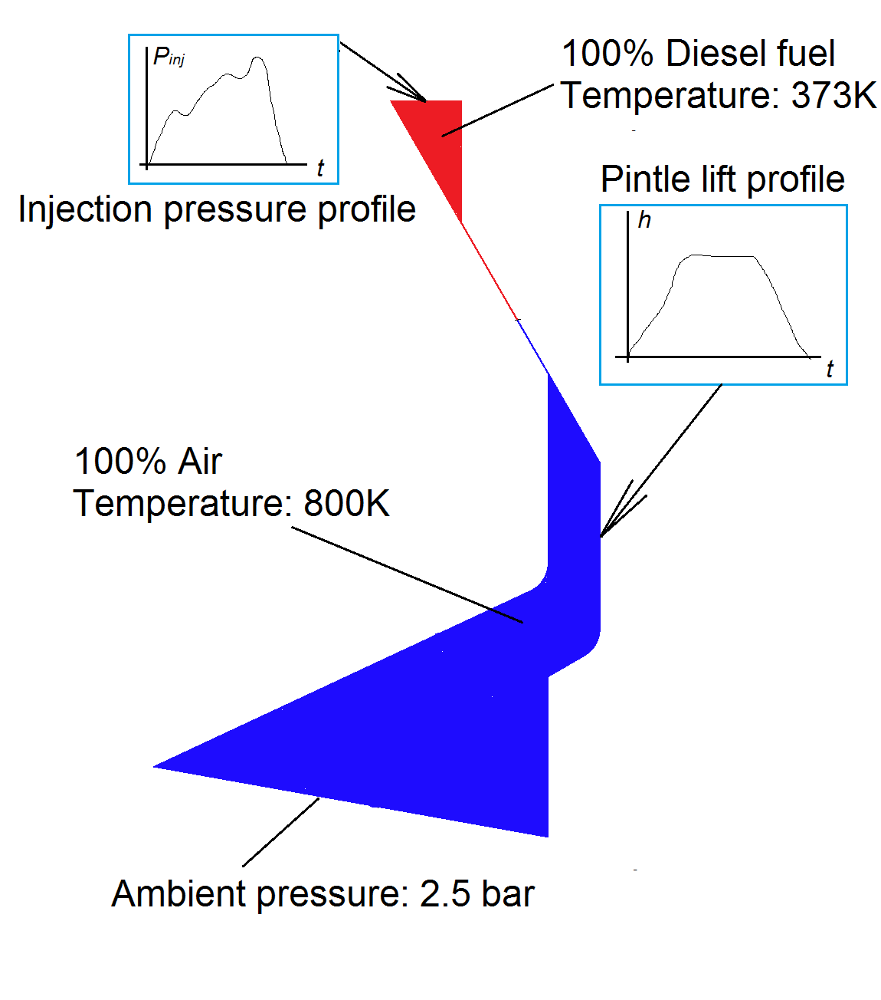 P inj
t
Injection pressure profile
100% Diesel fuel
Temperature: 373K
Pintle lift profile
h
t
100% Air
Temperature: 800K
Ambient pressure: 2.5 bar